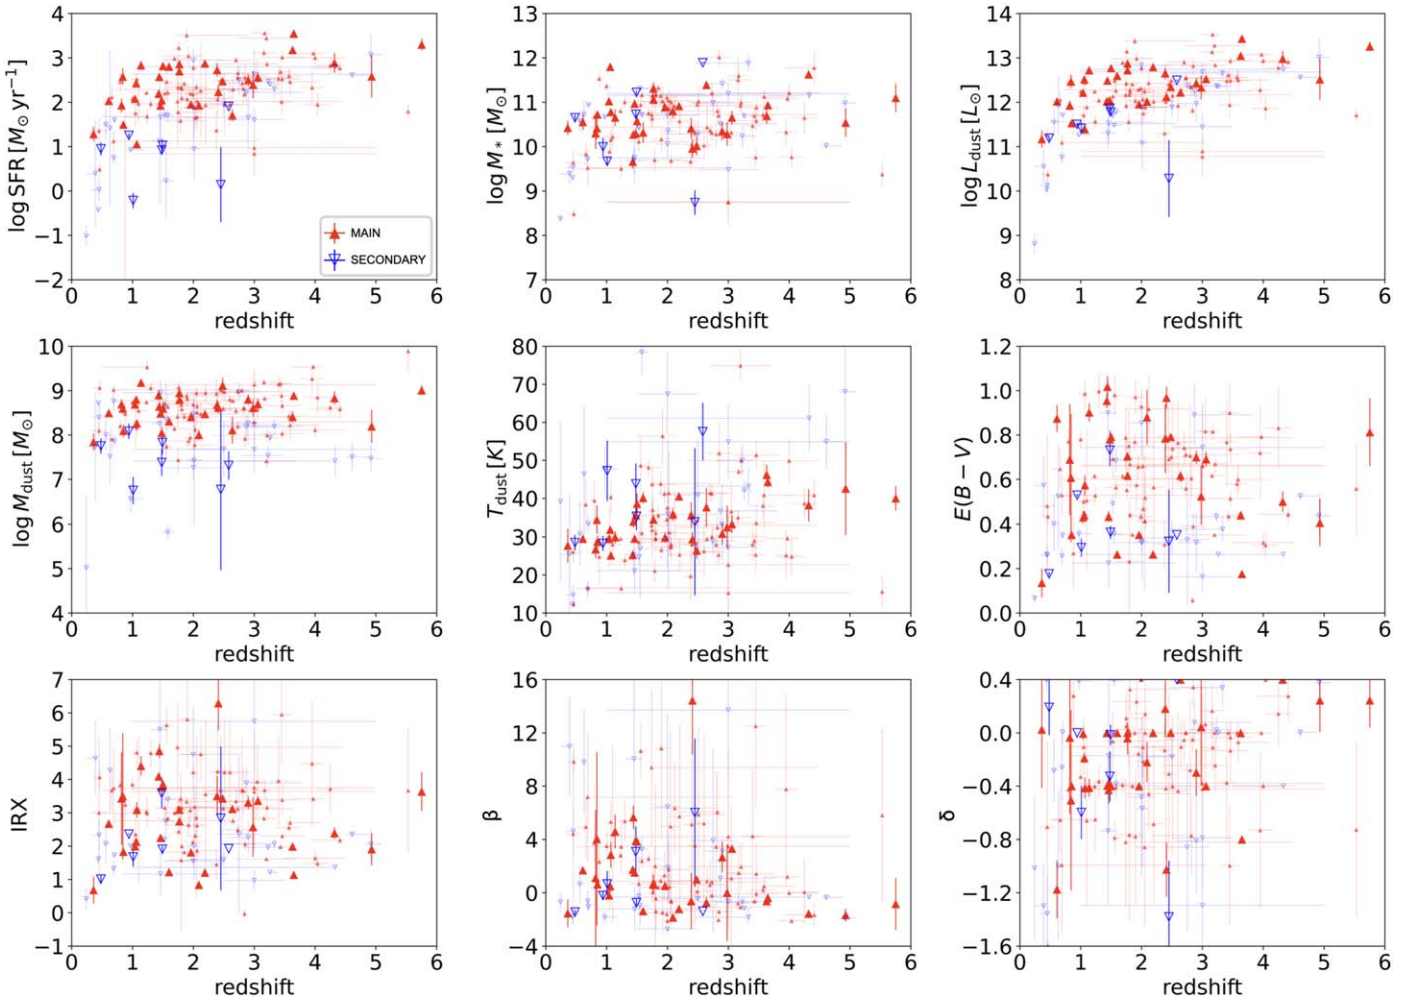 4 13 14
3 12 13
2 11 12
1 10 11
0 9 10
−1 8 9
−2 7 8
log SFR [M⊙ yr⁻¹] log M∗ [M⊙] log Ldust [L⊙]
MAIN
SECONDARY
0 1 2 3 4 5 6 0 1 2 3 4 5 6 0 1 2 3 4 5 6
redshift redshift redshift
10 80 1.2
9 70 1.0
8 60 0.8
7 50 0.6
6 40 0.4
5 30 0.2
4 20 0.0
10
log Mdust [M⊙] Tdust [K] E(B − V)
0 1 2 3 4 5 6 0 1 2 3 4 5 6 0 1 2 3 4 5 6
redshift redshift redshift
7 16 0.4
6 12 0.0
5 8 −0.4
4 4 −0.8
3 0 −1.2
2 −4 −1.6
1
0
−1
IRX β δ
0 1 2 3 4 5 6 0 1 2 3 4 5 6 0 1 2 3 4 5 6
redshift redshift redshift